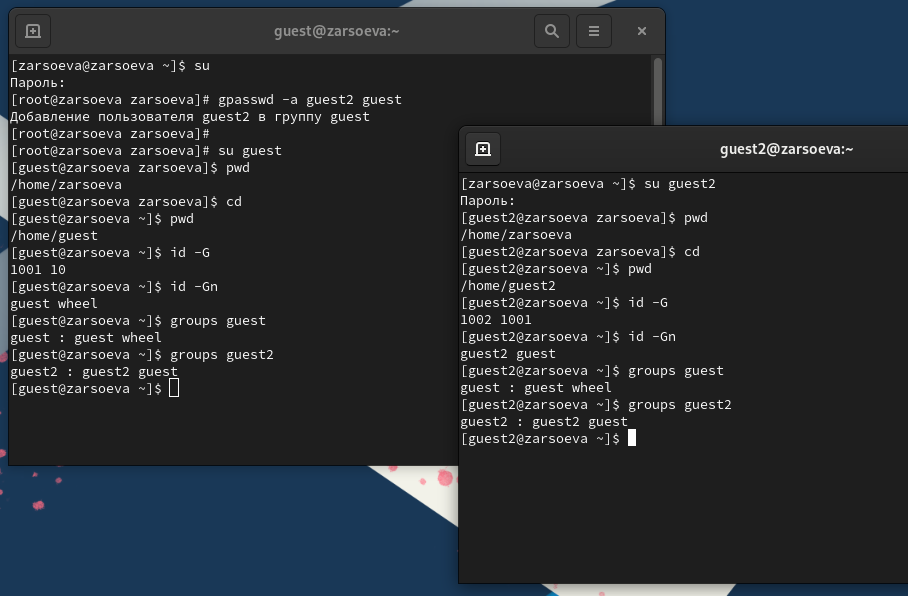 guest@zarsoeva:~
[zarsoeva@zarsoeva ~]$ su
Пароль:
[root@zarsoeva zarsoeva]# gpasswd -a guest2 guest
Добавление пользователя guest2 в группу guest
[root@zarsoeva zarsoeva]#
[root@zarsoeva zarsoeva]# su guest
[guest@zarsoeva zarsoeva]$ pwd
/home/zarsoeva
[guest@zarsoeva zarsoeva]$ cd
[guest@zarsoeva ~]$ pwd
/home/guest
[guest@zarsoeva ~]$ id -G
1001 10
[guest@zarsoeva ~]$ id -Gn
guest wheel
[guest@zarsoeva ~]$ groups guest
guest : guest wheel
[guest@zarsoeva ~]$ groups guest2
guest2 : guest2 guest
[guest@zarsoeva ~]$
guest2@zarsoeva:~
[zarsoeva@zarsoeva ~]$ su guest2
Пароль:
[guest2@zarsoeva zarsoeva]$ pwd
/home/zarsoeva
[guest2@zarsoeva zarsoeva]$ cd
[guest2@zarsoeva ~]$ pwd
/home/guest2
[guest2@zarsoeva ~]$ id -G
1002 1001
[guest2@zarsoeva ~]$ id -Gn
guest2 guest
[guest2@zarsoeva ~]$ groups guest
guest : guest wheel
[guest2@zarsoeva ~]$ groups guest2
guest2 : guest2 guest
[guest2@zarsoeva ~]$